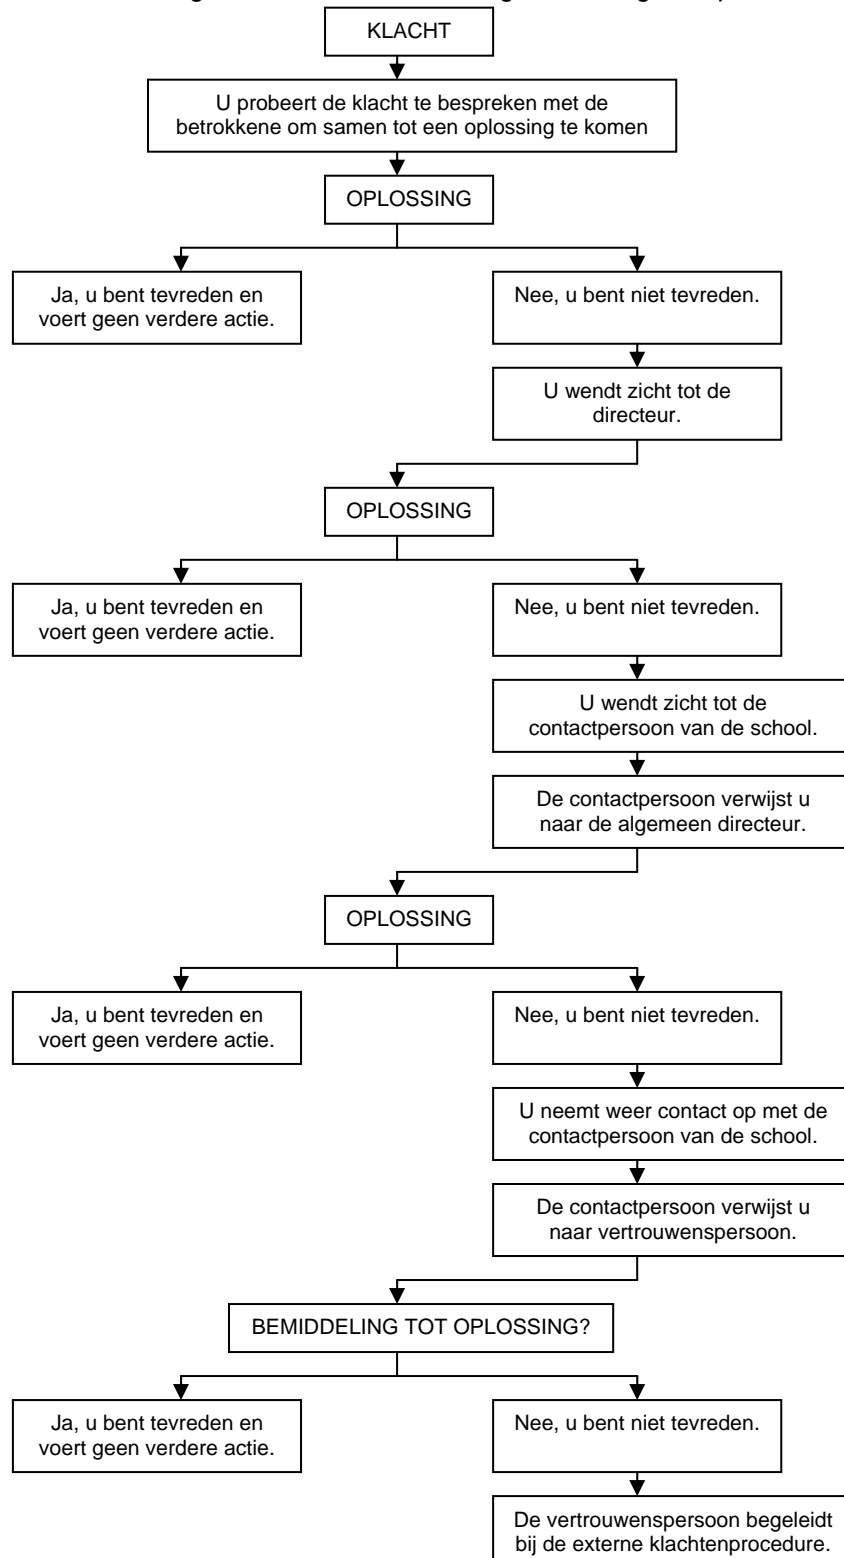 KLACHT
U probeert de klacht te bespreken met de
betrokkene om samen tot een oplossing te komen
OPLOSSING
Ja, u bent tevreden en
voert geen verdere actie.
Nee, u bent niet tevreden.
U wendt zicht tot de
directeur.
OPLOSSING
Ja, u bent tevreden en
voert geen verdere actie.
Nee, u bent niet tevreden.
U wendt zicht tot de
contactpersoon van de school.
De contactpersoon verwijst u
naar de algemeen directeur.
OPLOSSING
Ja, u bent tevreden en
voert geen verdere actie.
Nee, u bent niet tevreden.
U neemt weer contact op met de
contactpersoon van de school.
De contactpersoon verwijst u
naar vertrouwenspersoon.
BEMIDDELING TOT OPLOSSING?
Ja, u bent tevreden en
voert geen verdere actie.
Nee, u bent niet tevreden.
De vertrouwenspersoon begeleidt
bij de externe klachtenprocedure.